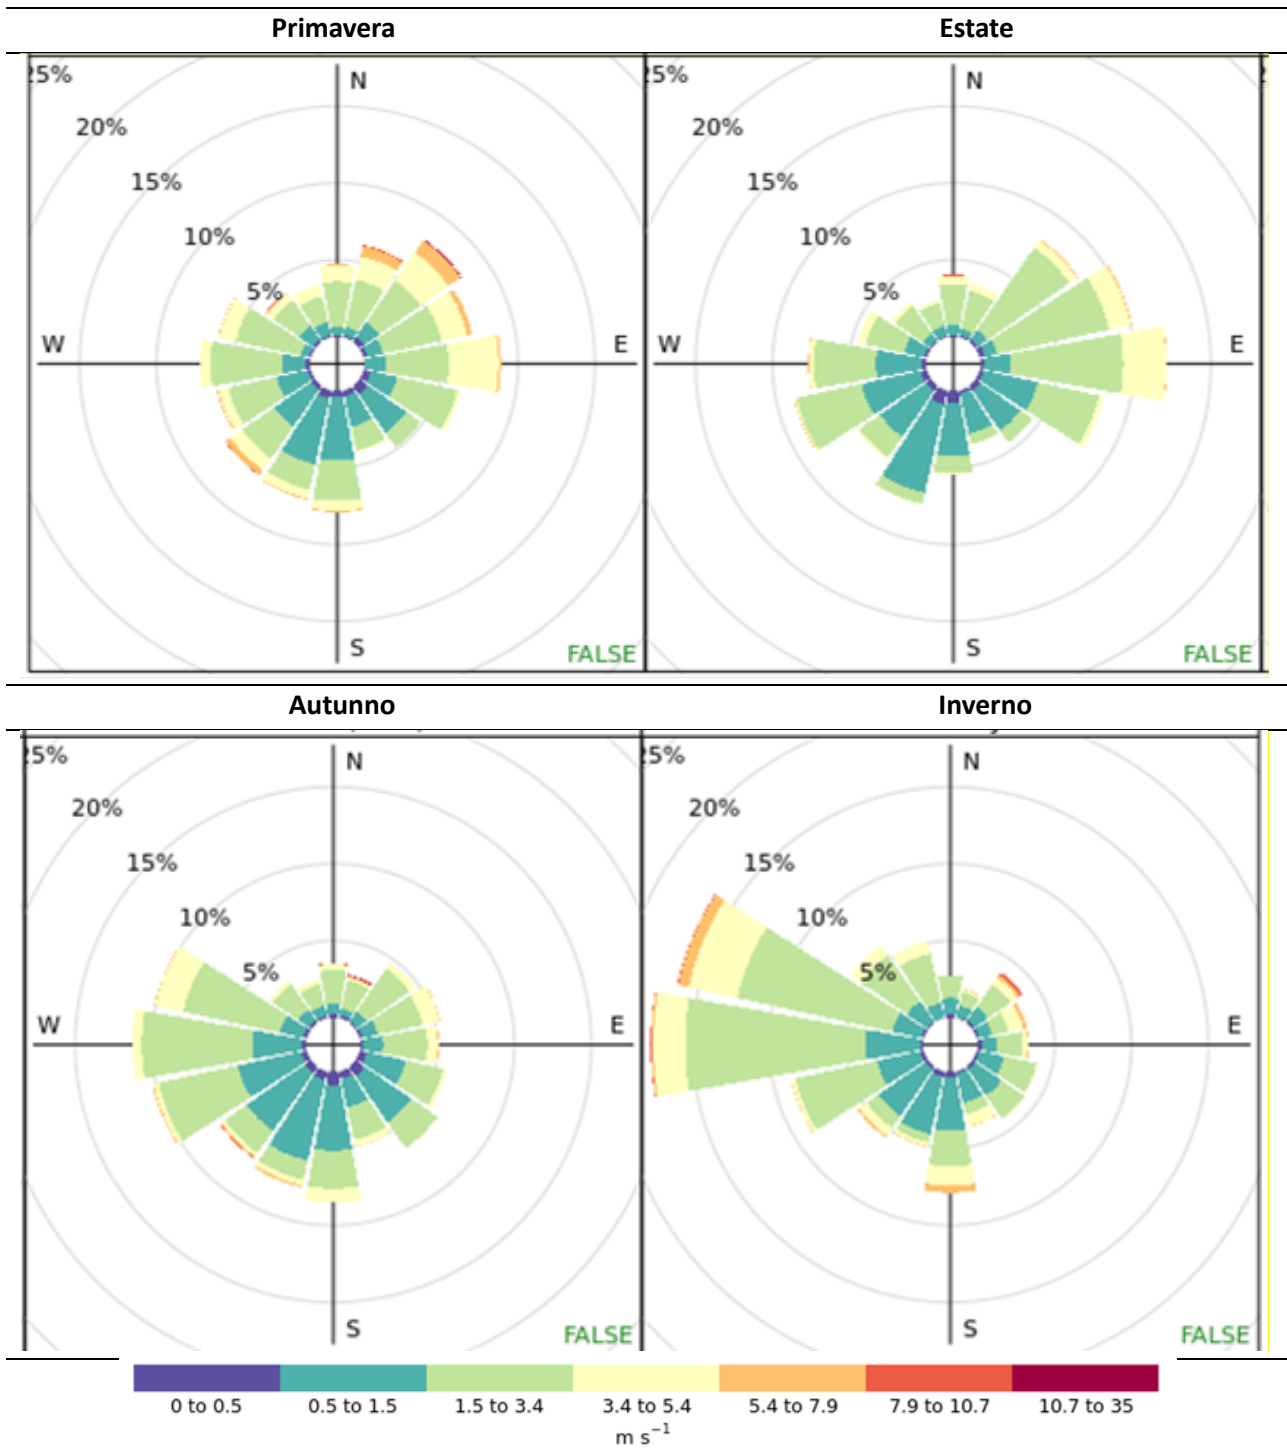 Primavera Estate
25% N 25% N
20% 20%
15% 15%
10% 10%
5% 5%
W E W E
S S
FALSE FALSE
Autunno Inverno
25% N 25% N
20% 20%
15% 15%
10% 10%
5% 5%
W E W E
S S
FALSE FALSE
0 to 0.5 0.5 to 1.5 1.5 to 3.4 3.4 to 5.4 5.4 to 7.9 7.9 to 10.7 10.7 to 35
m s⁻¹